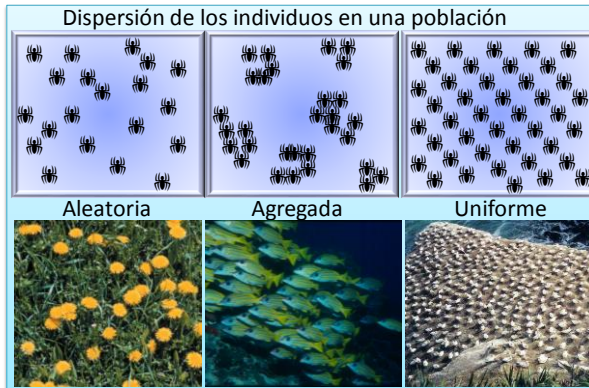 Dispersión de los individuos en una población
Aleatoria
Agregada
Uniforme